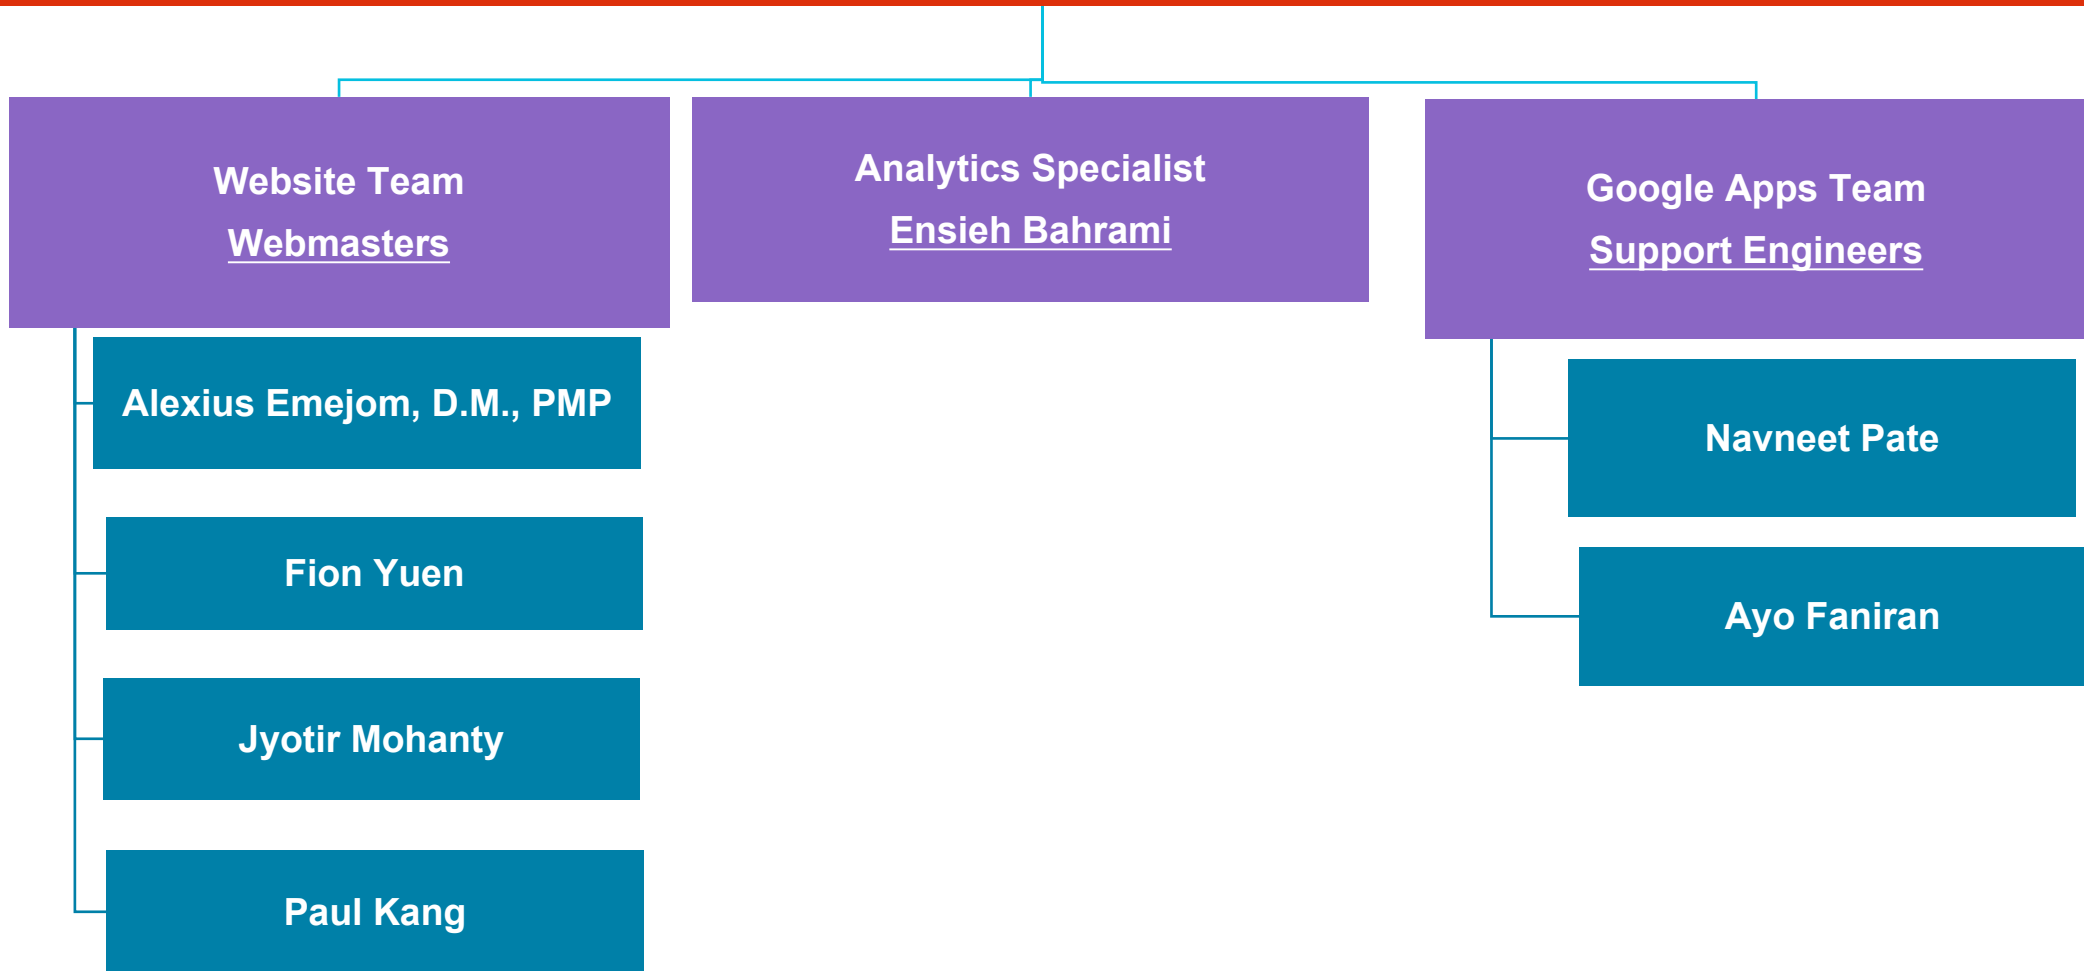 Website Team
Webmasters
Alexius Emejom, D.M., PMP
Fion Yuen
Jyotir Mohanty
Paul Kang
Analytics Specialist
Ensieh Bahrami
Google Apps Team
Support Engineers
Navneet Pate
Ayo Faniran